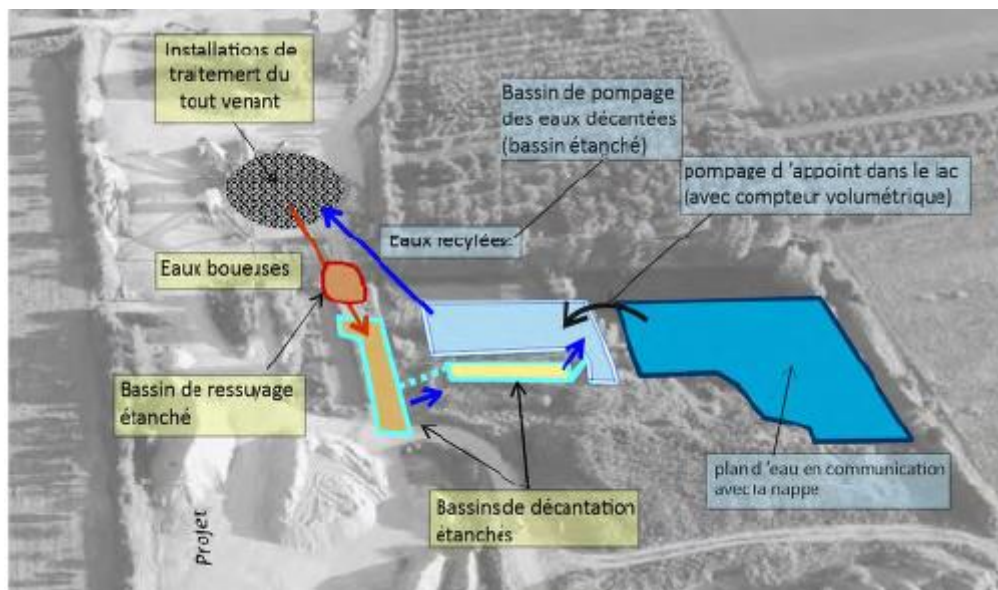 Installations de
traitement du
tout venant
Bassin de pompage
des eaux décantées
(bassin étanché)
pompage d 'appoint dans le lac
(avec compteur volumétrique)
Eaux recylées:
Eaux boueuses
Bassin de ressuyage
étanché
Bassins de décantation
étanchés
plan d 'eau en communication
avec la nappe
Projet